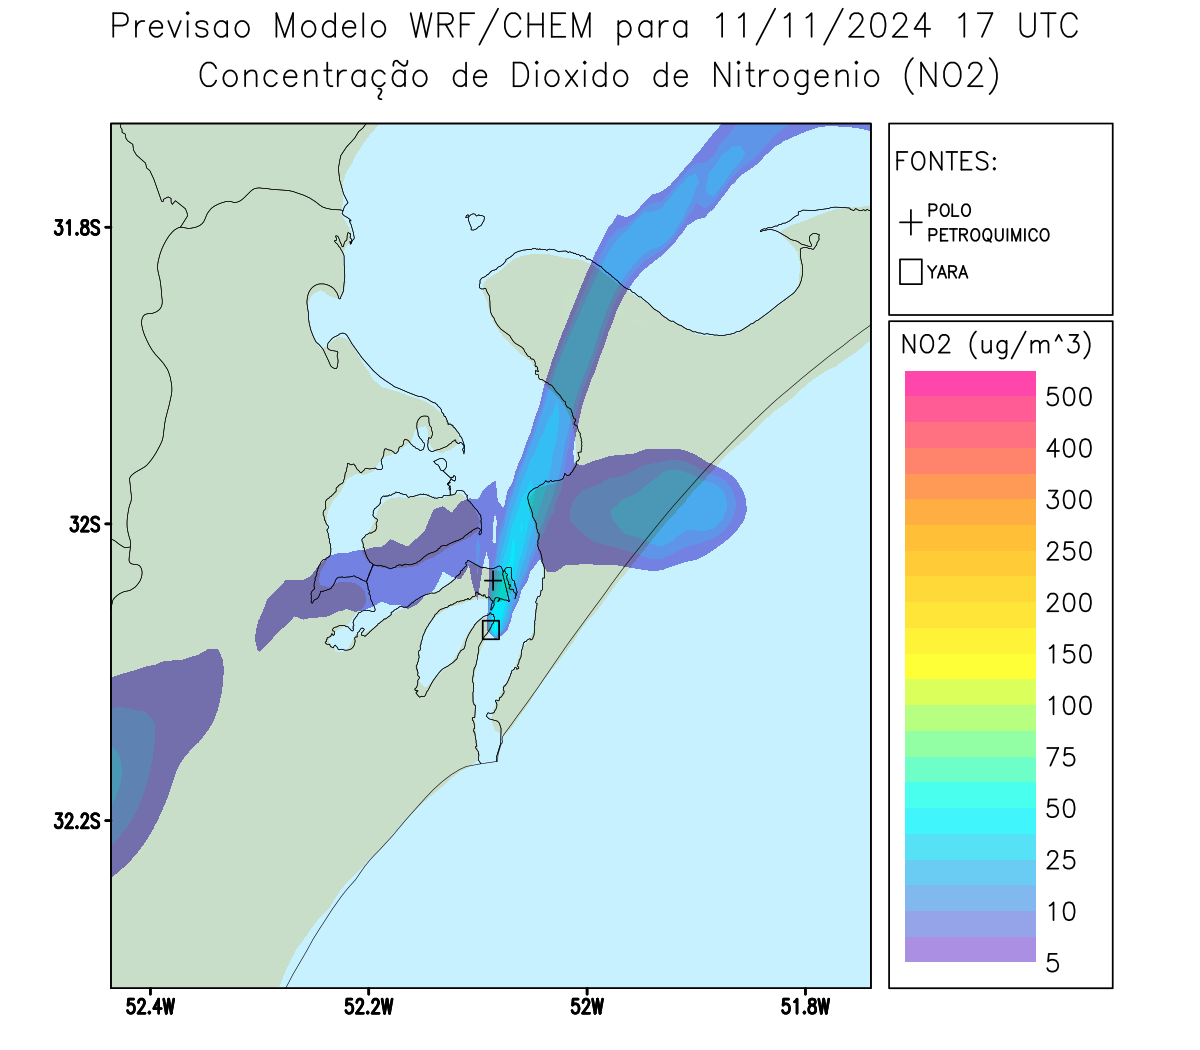 Previsao Modelo WRF/CHEM para 11/11/2024 17 UTC
Concentração de Dioxido de Nitrogenio (NO2)
FONTES:
POLO
PETROQUIMICO
YARA
NO2 (ug/m^3)
500
400
300
250
200
150
100
75
50
25
10
5
31.8S
32S
32.2S
52.4W
52.2W
52W
51.8W